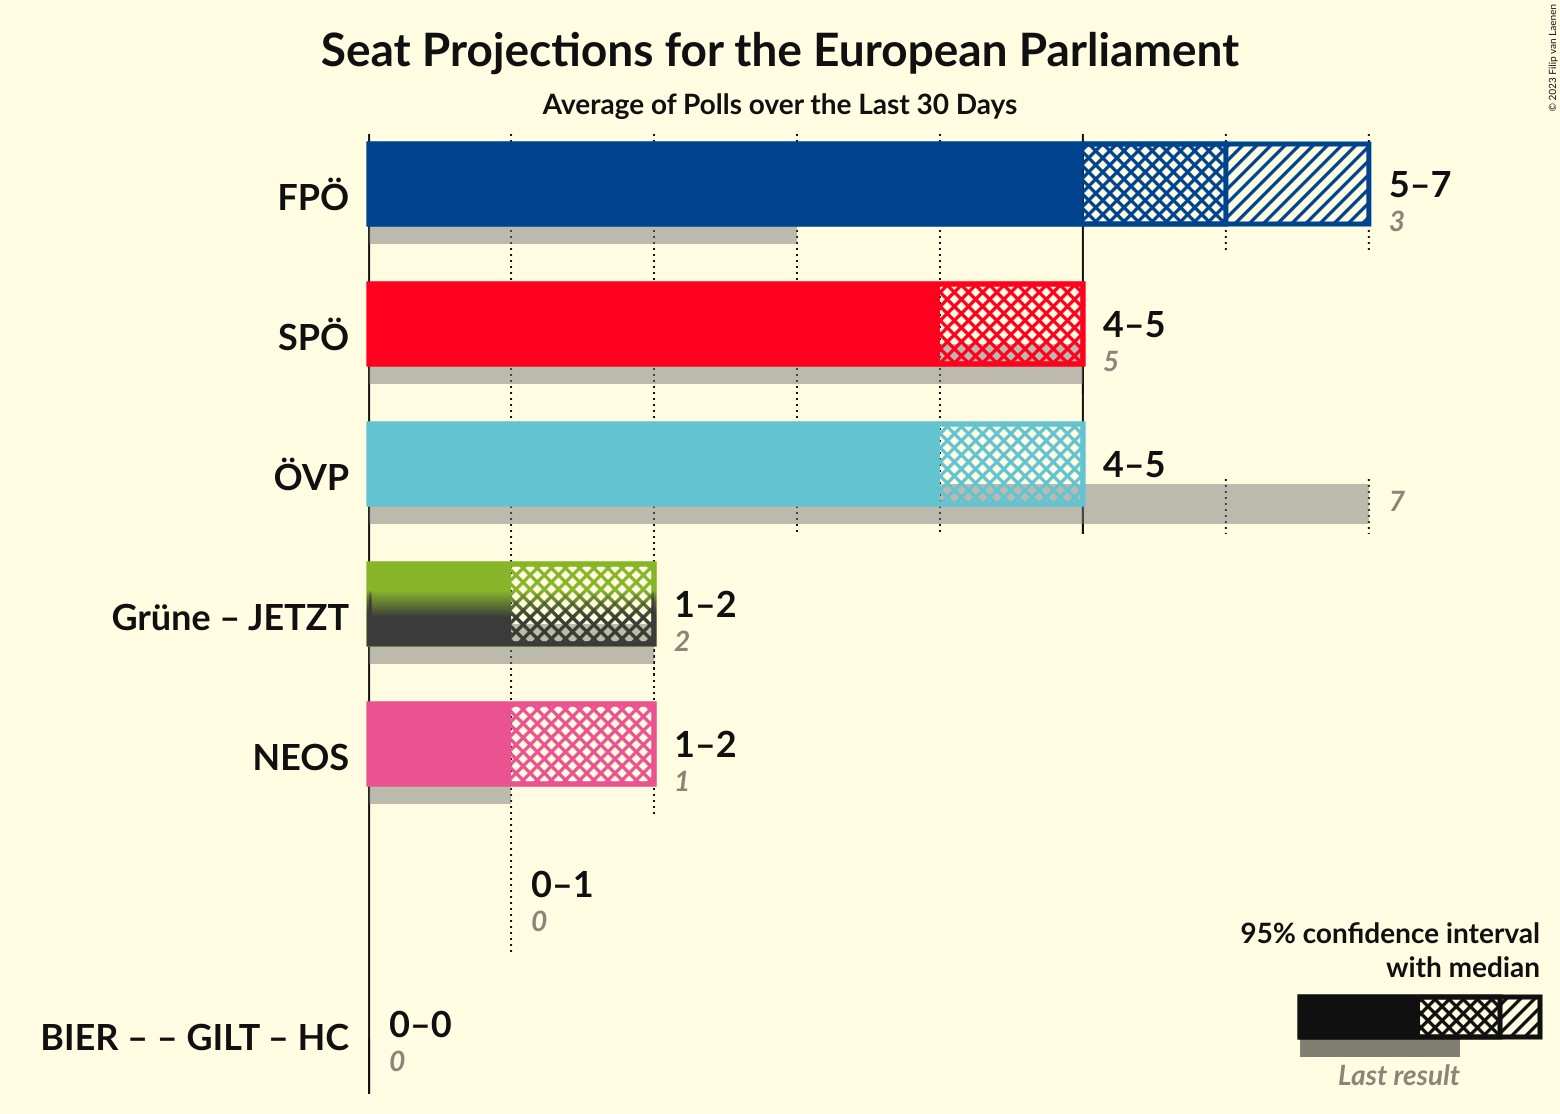 Seat Projections for the European Parliament
Average of Polls over the Last 30 Days
© 2023 Filip van Laenen
FPÖ
5–7
3
SPÖ
4–5
5
ÖVP
4–5
7
Grüne – JETZT
1–2
2
NEOS
1–2
1
0–1
0
BIER – – GILT – HC
0–0
0
95% confidence interval
with median
Last result